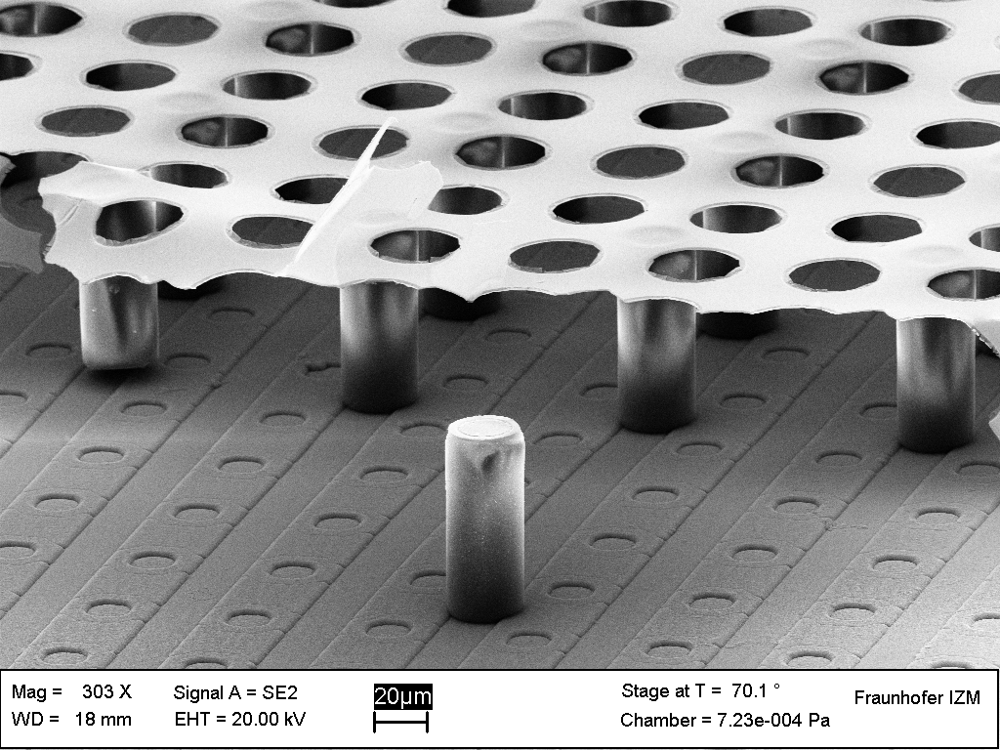 Mag = 303 X Signal A = SE2 20µm Stage at T = 70.1 ° Fraunhofer IZM
WD = 18 mm EHT = 20.00 kV Chamber = 7.23e-004 Pa